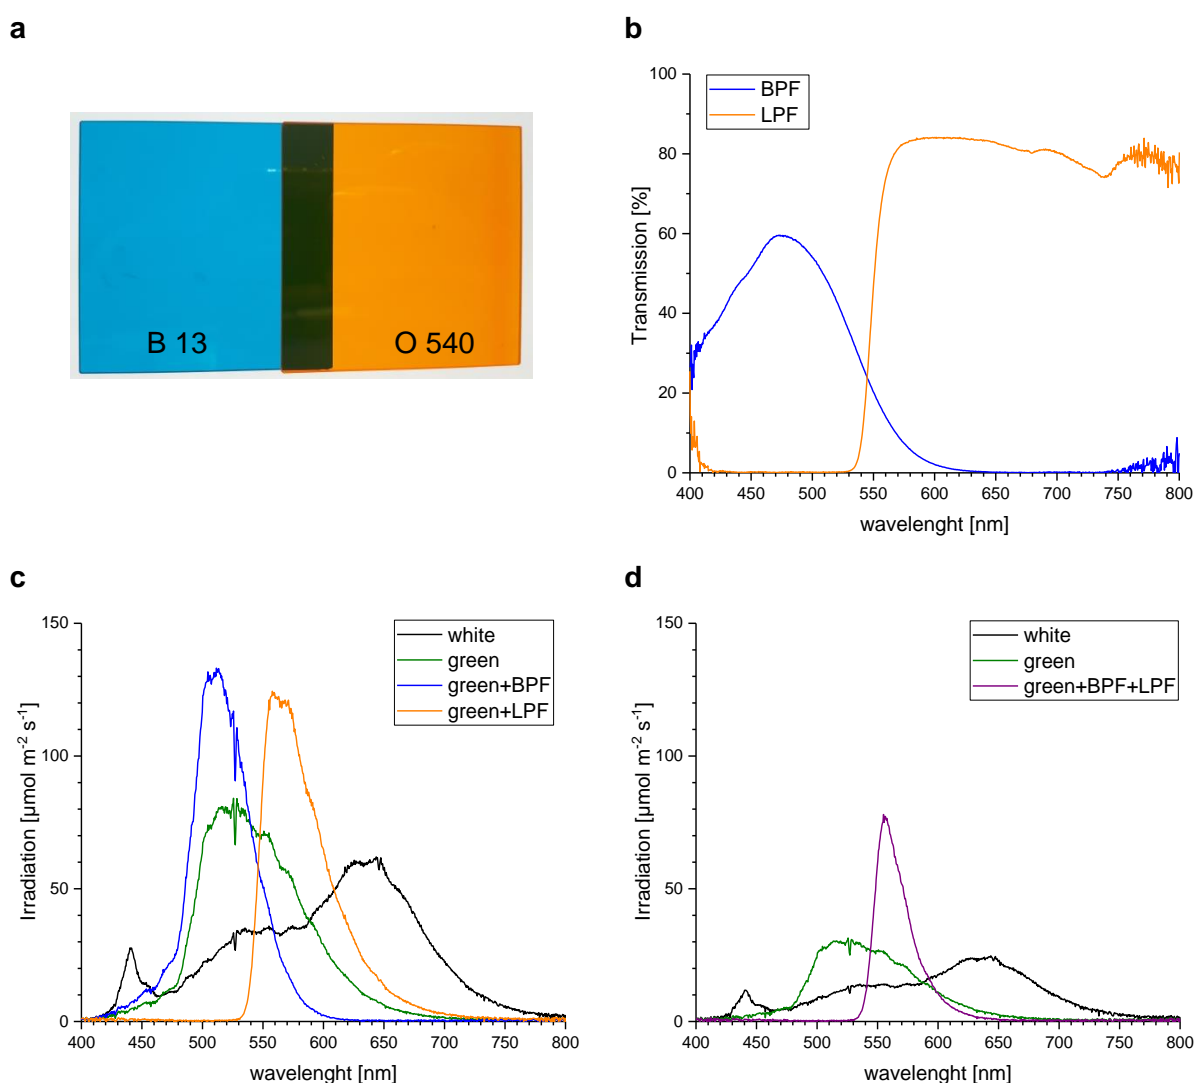 a
B 13
O 540
b
100
80
60
40
20
0
Transmission [%]
BPF
LPF
400 450 500 550 600 650 700 750 800
wavelenght [nm]
c
150
100
50
0
Irradiation [µmol m⁻² s⁻¹]
white
green
green+BPF
green+LPF
400 450 500 550 600 650 700 750 800
wavelenght [nm]
d
150
100
50
0
Irradiation [µmol m⁻² s⁻¹]
white
green
green+BPF+LPF
400 450 500 550 600 650 700 750 800
wavelenght [nm]